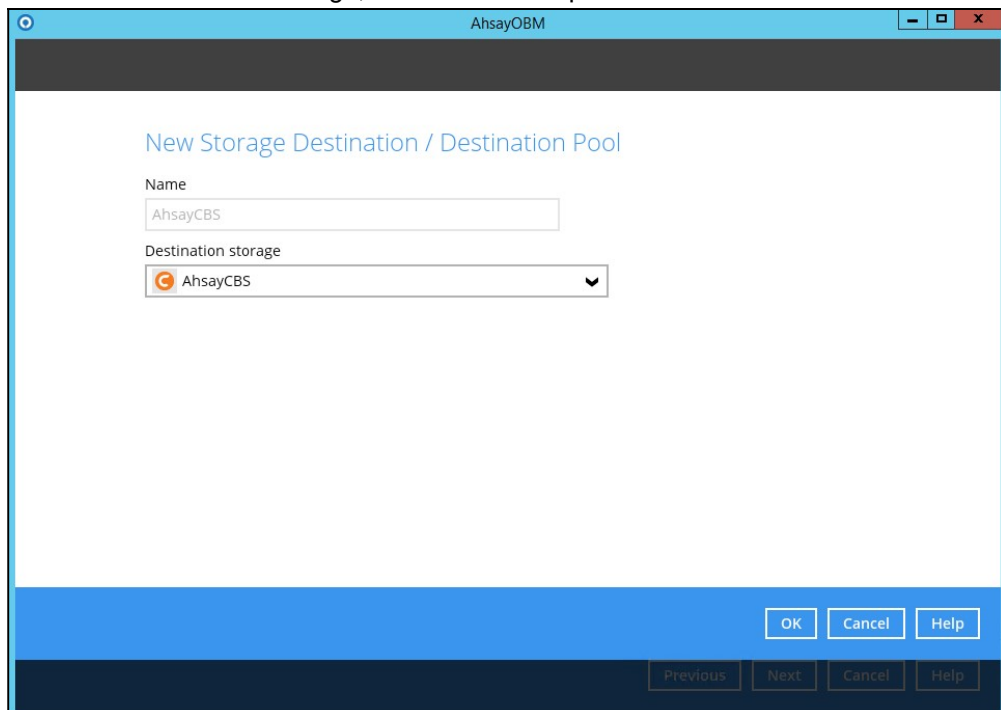 AhsayOBM
New Storage Destination / Destination Pool
Name
AhsayCBS
Destination storage
AhsayCBS
OK Cancel Help
Previous Next Cancel Help